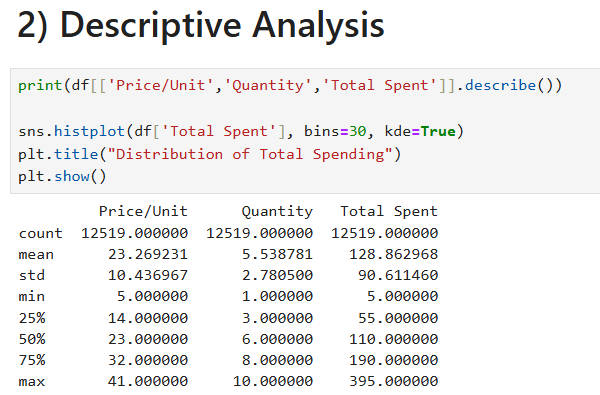 2) Descriptive Analysis
print(df[['Price/Unit','Quantity','Total Spent']].describe())
sns.histplot(df['Total Spent'], bins=30, kde=True)
plt.title("Distribution of Total Spending")
plt.show()
Price/Unit Quantity Total Spent
count 12519.000000 12519.000000 12519.000000
mean 23.269231 5.538781 128.862968
std 10.436967 2.780500 90.611460
min 5.000000 1.000000 5.000000
25% 14.000000 3.000000 55.000000
50% 23.000000 6.000000 110.000000
75% 32.000000 8.000000 190.000000
max 41.000000 10.000000 395.000000